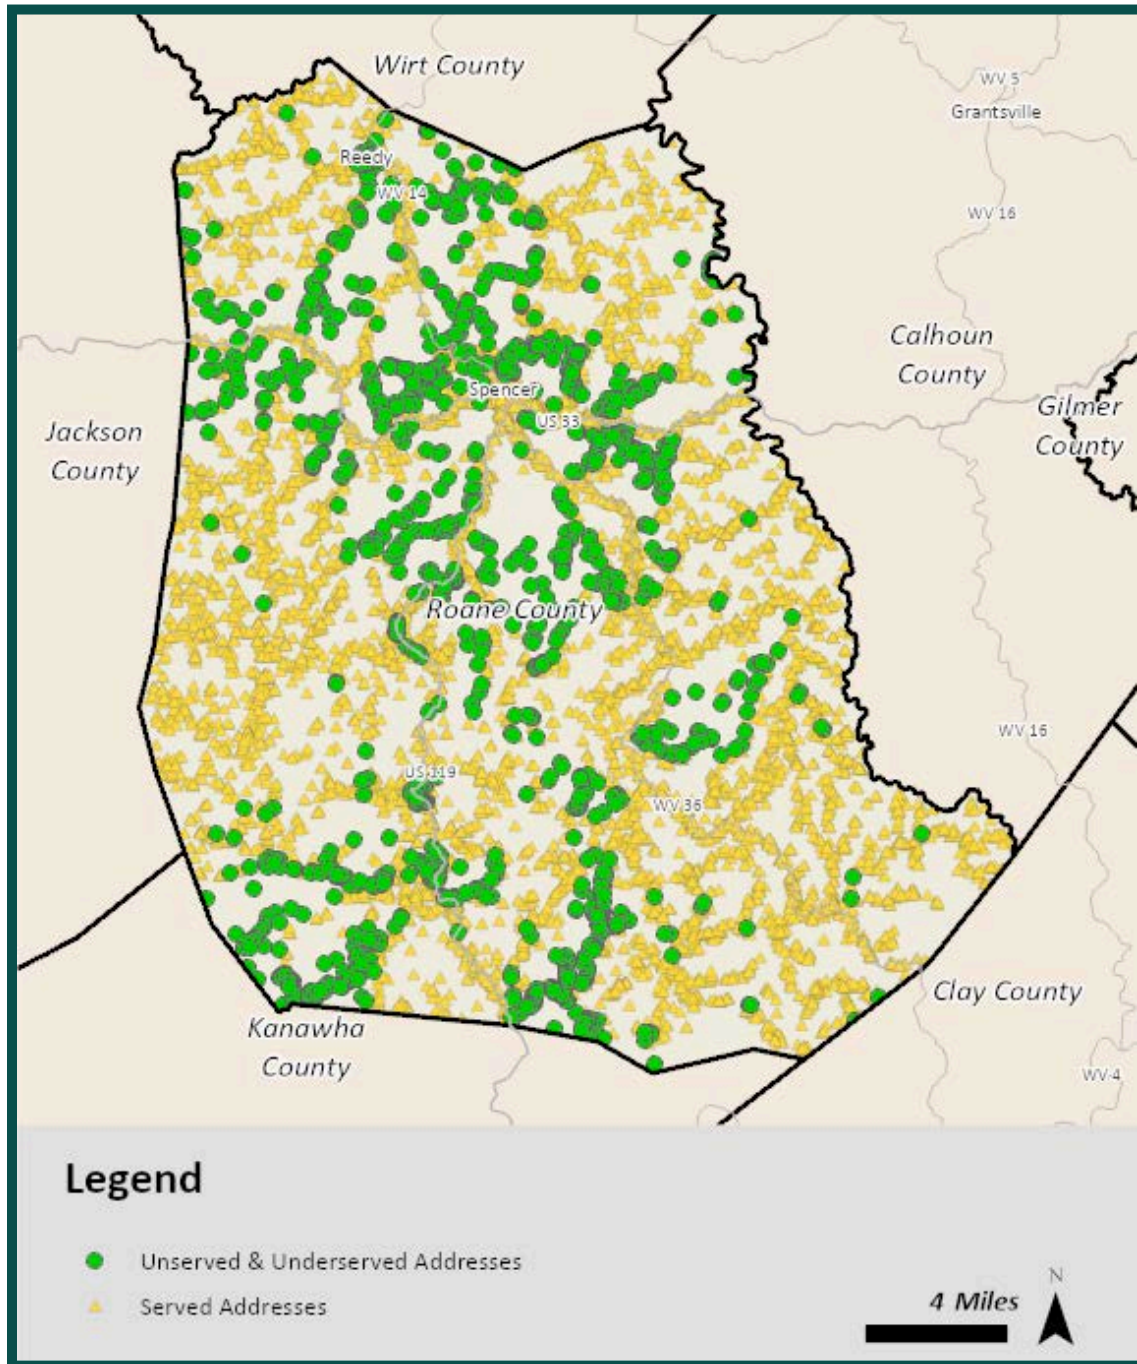 Wirt County
WV 5
Grantsville
Reedy
WV 14
WV 16
Calhoun
County
Spencer
US 33
Gilmer
County
Jackson
County
Roane County
WV 16
US 119
WV 36
Clay County
Kanawha
County
WV 4
Legend
Unserved & Underserved Addresses
Served Addresses
N
4 Miles